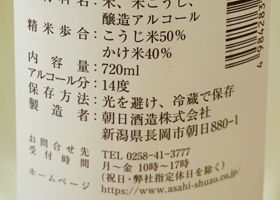 米、米こうじ、
醸造アルコール
精米歩合：こうじ米50%
かけ米40%
内容量：720ml
アルコール分：14度
保存方法：光を避け、冷蔵で保存
製造者：朝日酒造株式会社
新潟県長岡市朝日880-1
お問合せ先 TEL 0258-41-3777
受付時間 月〜金 10時〜17時
(祝日・弊社指定休日を除く)
ホームページ https://www.asahi-shuzo.co.jp